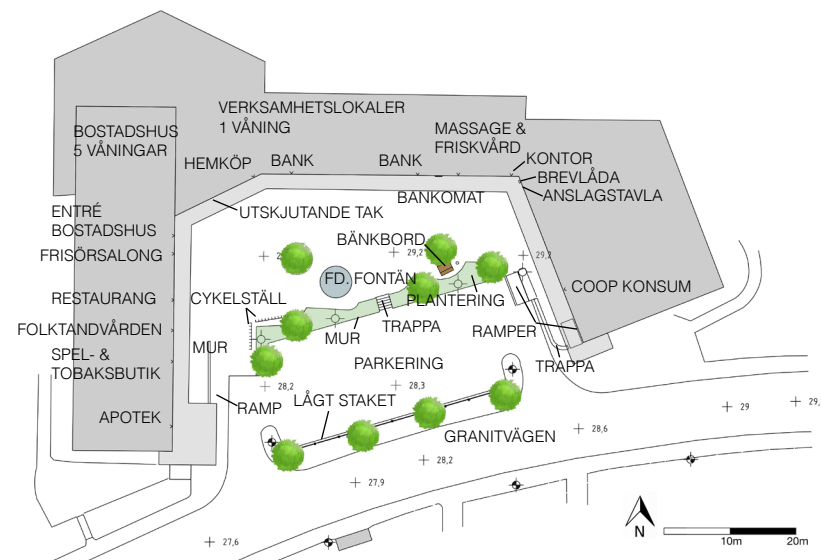 VERKSAMHETSLOKALER
1 VÅNING
BOSTADSHUS
5 VÅNINGAR
MASSAGE &
FRISKVÅRD
HEMKÖP
BANK
BANK
KONTOR
BREVLÅDA
ANSLAGSTAVLA
BANKOMAT
UTSKJUTANDE TAK
ENTRÉ
BOSTADSHUS
FRISÖRSALONG
BÄNKBORD
29,2
29,2
FD. FONTÄN
COOP KONSUM
RESTAURANG
CYKELSTÄLL
PLANTERING
FOLKTANDVÅRDEN
TRAPPA
MUR
RAMPER
MUR
SPEL- &
TOBAKSBUTIK
PARKERING
TRAPPA
28,2
28,3
RAMP
LÅGT STAKET
29
29,
APOTEK
GRANITVÄGEN
28,6
28,2
27,9
27,6
N
10m
20m